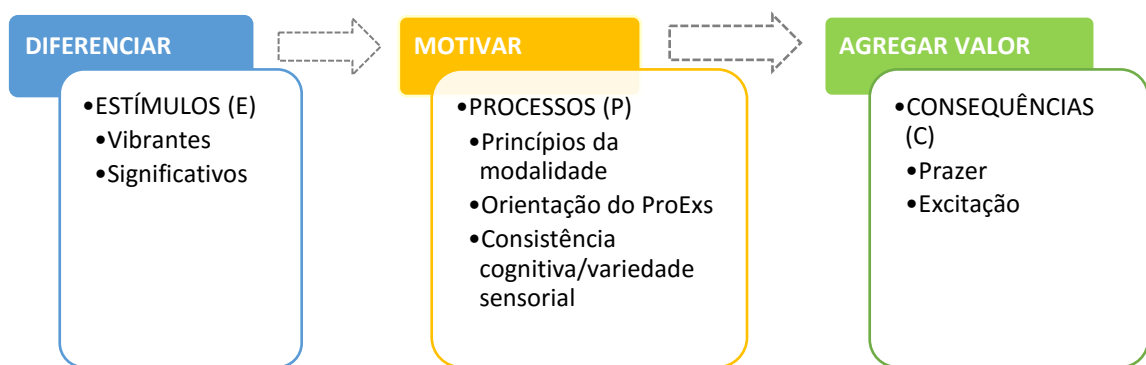 DIFERENCIAR
•ESTÍMULOS (E)
•Vibrantes
•Significativos
MOTIVAR
•PROCESSOS (P)
•Princípios da
modalidade
•Orientação do ProExs
•Consistência
cognitiva/variedade
sensorial
AGREGAR VALOR
•CONSEQUÊNCIAS
(C)
•Prazer
•Excitação